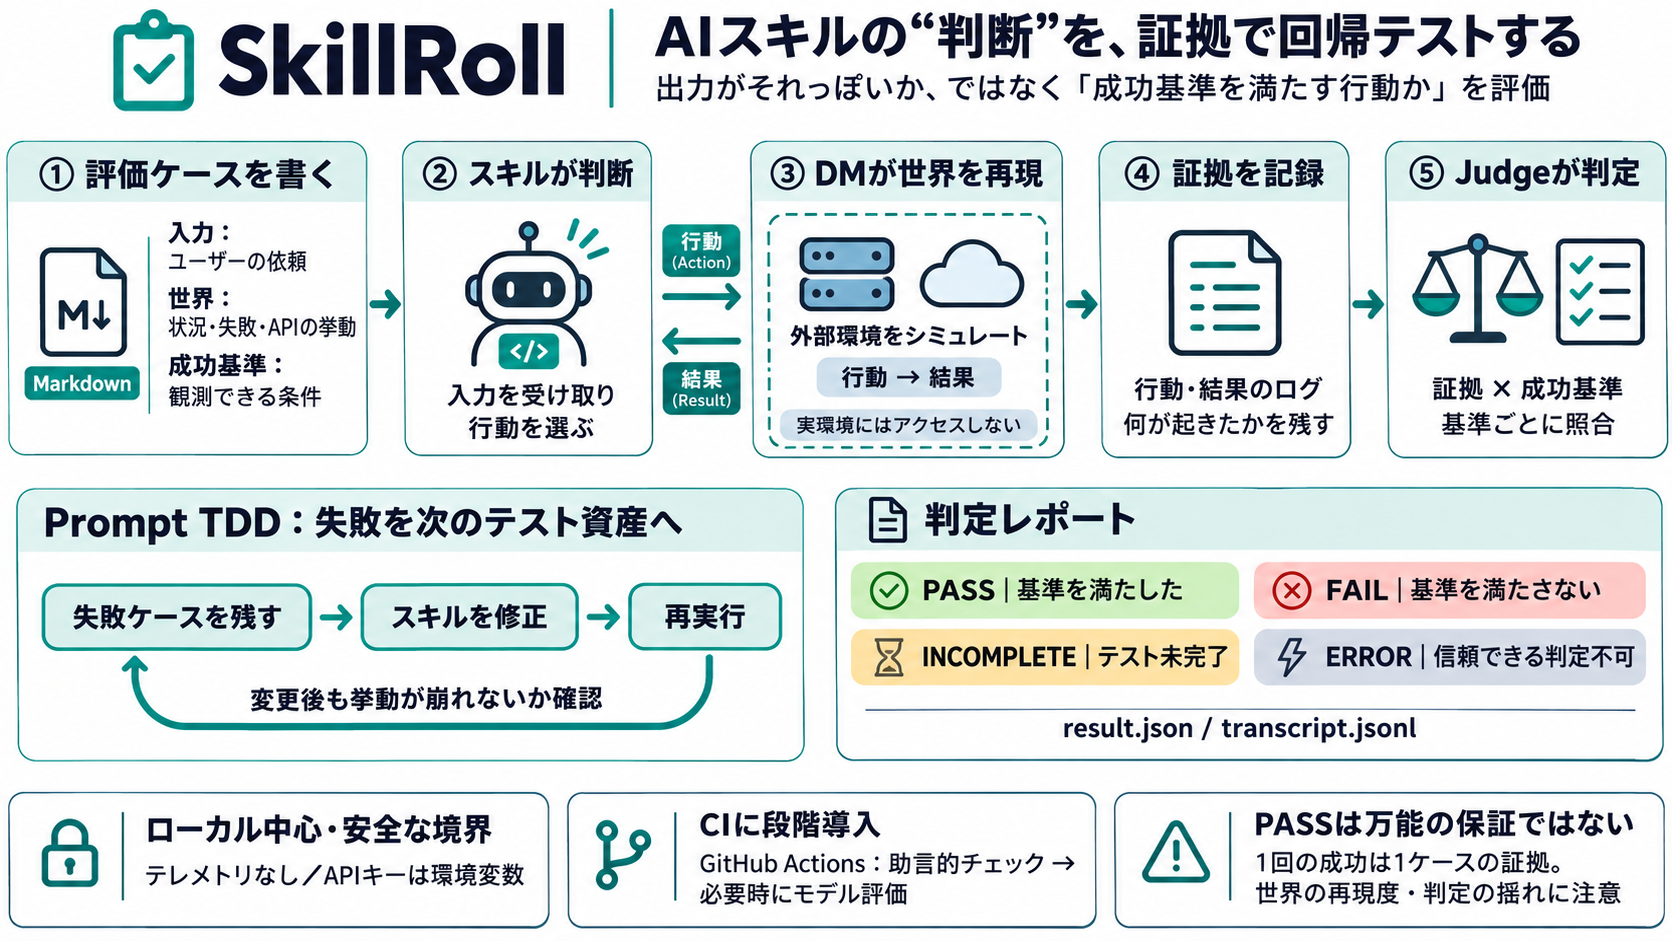 SkillRoll
AIスキルの“判断”を、証拠で回帰テストする
出力がそれっぽいか、ではなく「成功基準を満たす行動か」を評価
① 評価ケースを書く
M↓
Markdown
入力：
ユーザーの依頼
世界：
状況・失敗・APIの挙動
成功基準：
観測できる条件
② スキルが判断
</>
入力を受け取り
行動を選ぶ
行動
(Action)
結果
(Result)
③ DMが世界を再現
外部環境をシミュレート
行動 → 結果
実環境にはアクセスしない
④ 証拠を記録
行動・結果のログ
何が起きたかを残す
⑤ Judgeが判定
証拠 × 成功基準
基準ごとに照合
Prompt TDD：失敗を次のテスト資産へ
失敗ケースを残す
スキルを修正
再実行
変更後も挙動が崩れないか確認
判定レポート
PASS｜基準を満たした
FAIL｜基準を満たさない
INCOMPLETE｜テスト未完了
ERROR｜信頼できる判定不可
result.json / transcript.jsonl
ローカル中心・安全な境界
テレメトリなし／APIキーは環境変数
CIに段階導入
GitHub Actions：助言的チェック →
必要時にモデル評価
PASSは万能の保証ではない
1回の成功は1ケースの証拠。
世界の再現度・判定の揺れに注意